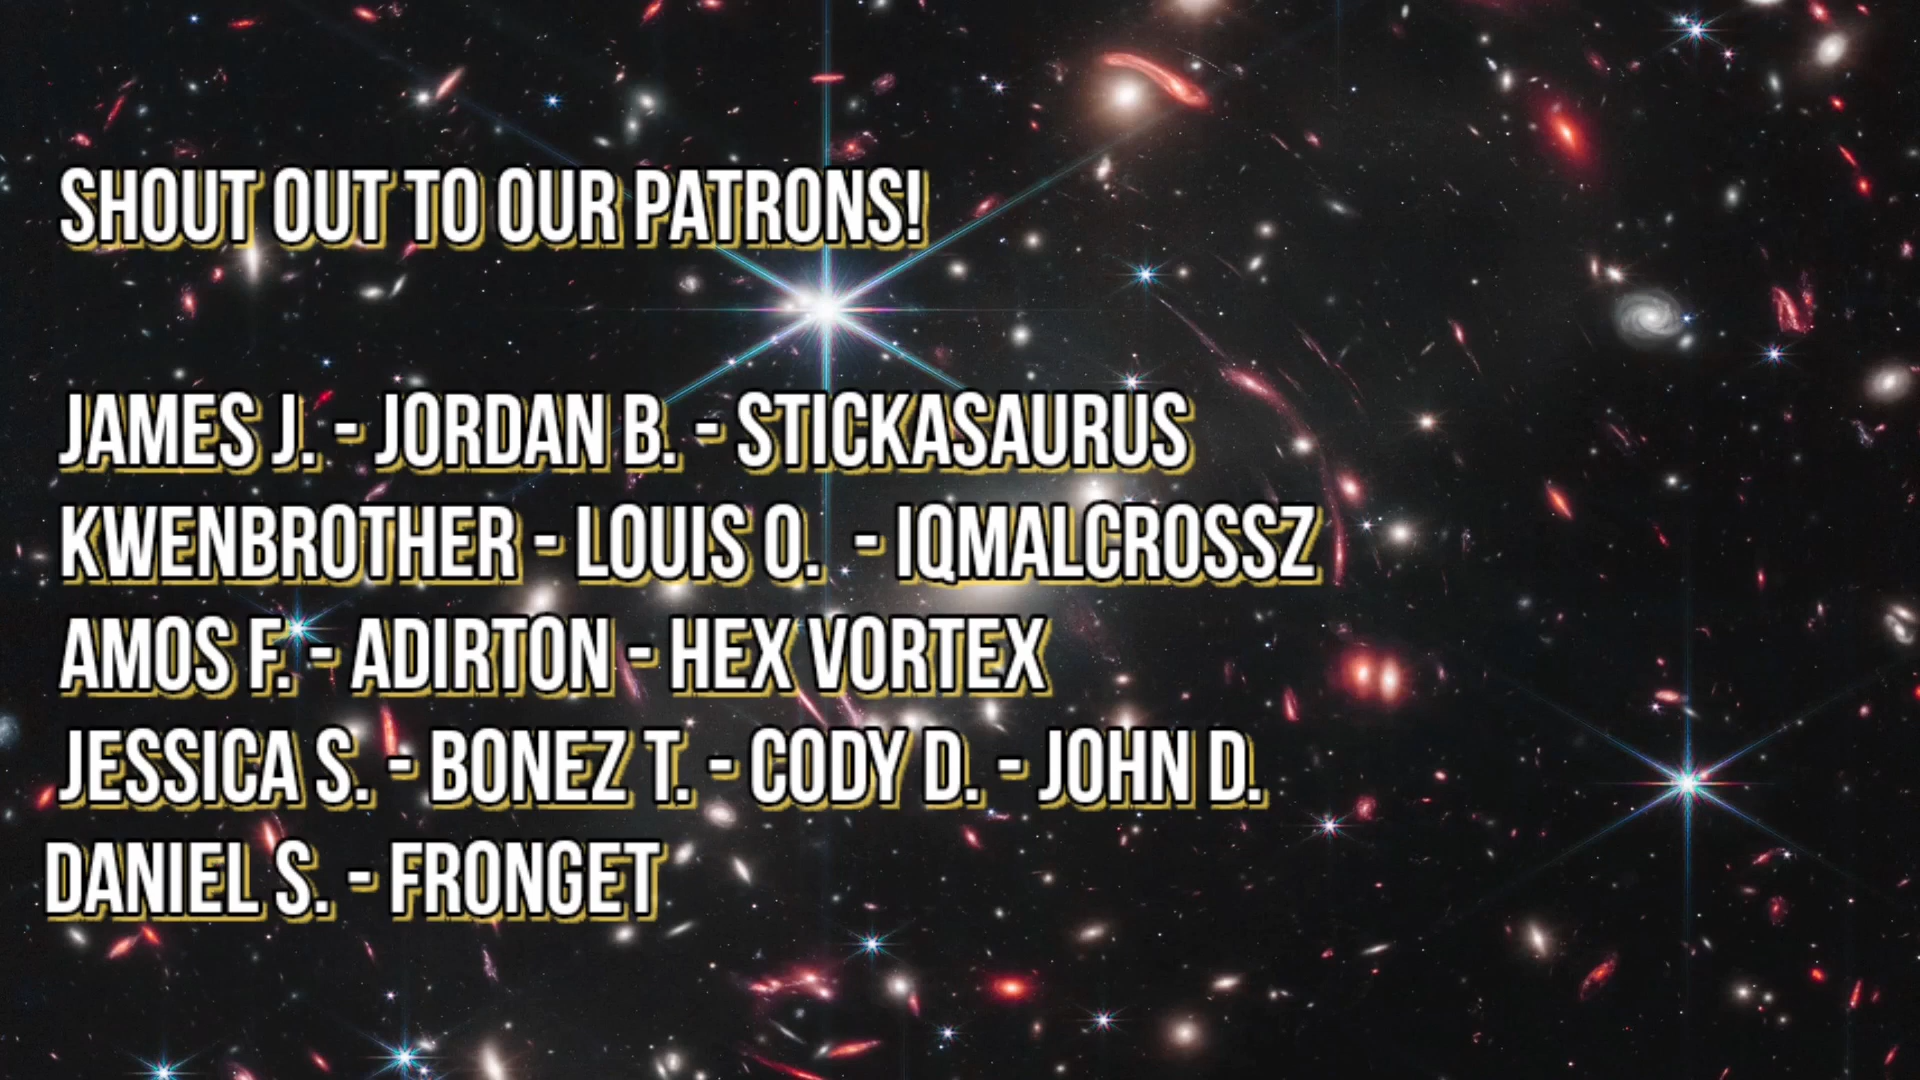 SHOUT OUT TO OUR PATRONS!
JAMES J. - JORDAN B. - STICKASAURUS
KWENBROTHER - LOUIS O. - IQMALCROSSZ
AMOS F. - ADIRTON - HEX VORTEX
JESSICA S. - BONEZ T. - CODY D. - JOHN D.
DANIEL S. - FRONGET